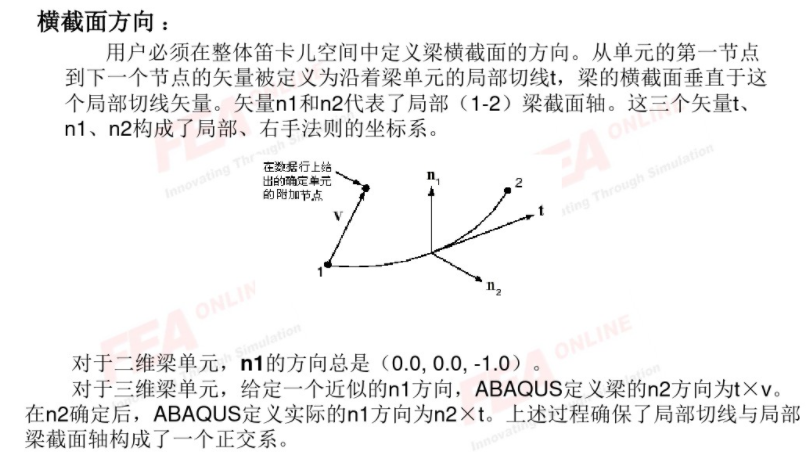 横截面方向：
用户必须在整体笛卡儿空间中定义梁横截面的方向。从单元的第一节点
到下一个节点的矢量被定义为沿着梁单元的局部切线t，梁的横截面垂直于这
个局部切线矢量。矢量n1和n2代表了局部（1-2）梁截面轴。这三个矢量t、
n1、n2构成了局部、右手法则的坐标系。
在数据行上给
出的确定单元
的附加节点
n1
2
V
t
1
n2
对于二维梁单元，n1的方向总是（0.0, 0.0, -1.0）。
对于三维梁单元，给定一个近似的n1方向，ABAQUS定义梁的n2方向为t×v。
在n2确定后，ABAQUS定义实际的n1方向为n2×t。上述过程确保了局部切线与局部
梁截面轴构成了一个正交系。
FEA ONLINE
Innovating Through Simulation